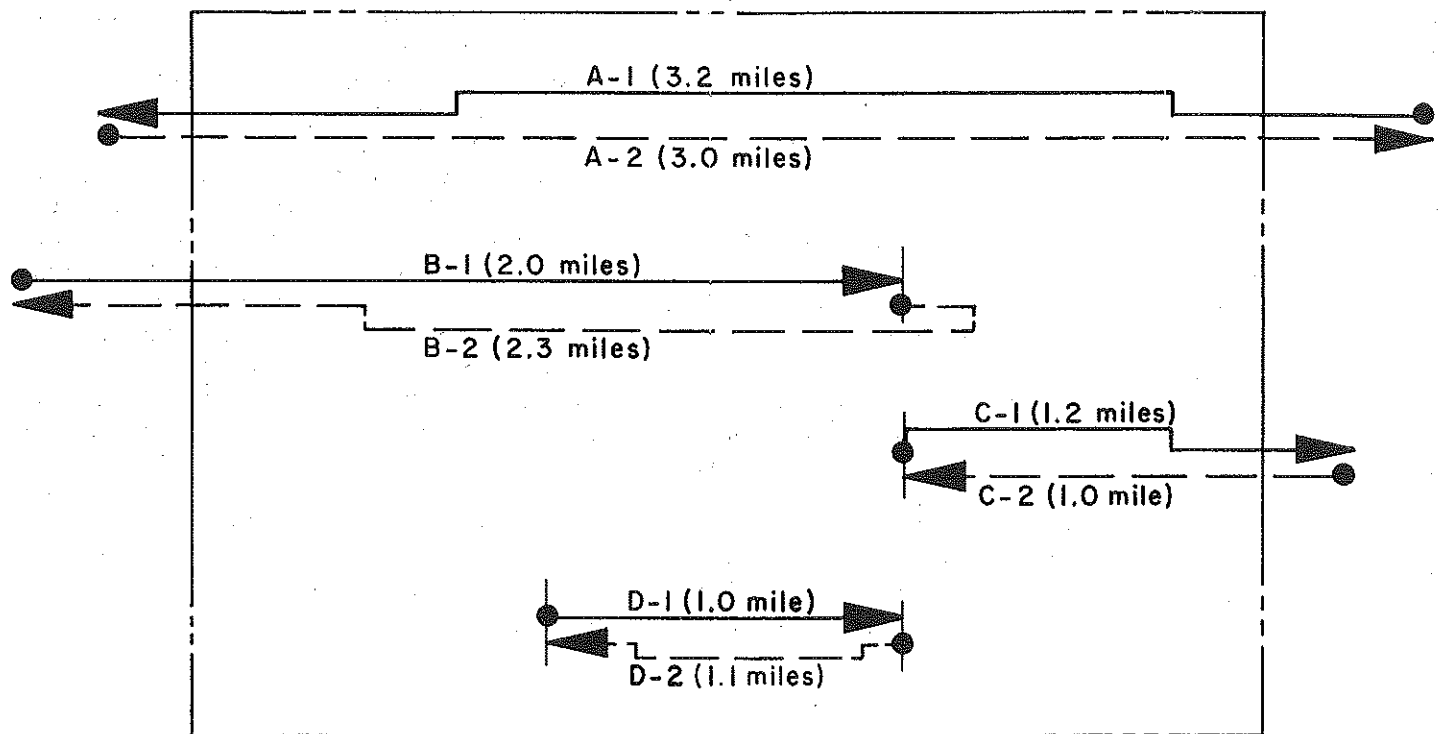 A-1 (3.2 miles)
A-2 (3.0 miles)
B-1 (2.0 miles)
B-2 (2.3 miles)
C-1 (1.2 miles)
C-2 (1.0 mile)
D-1 (1.0 mile)
D-2 (1.1 miles)